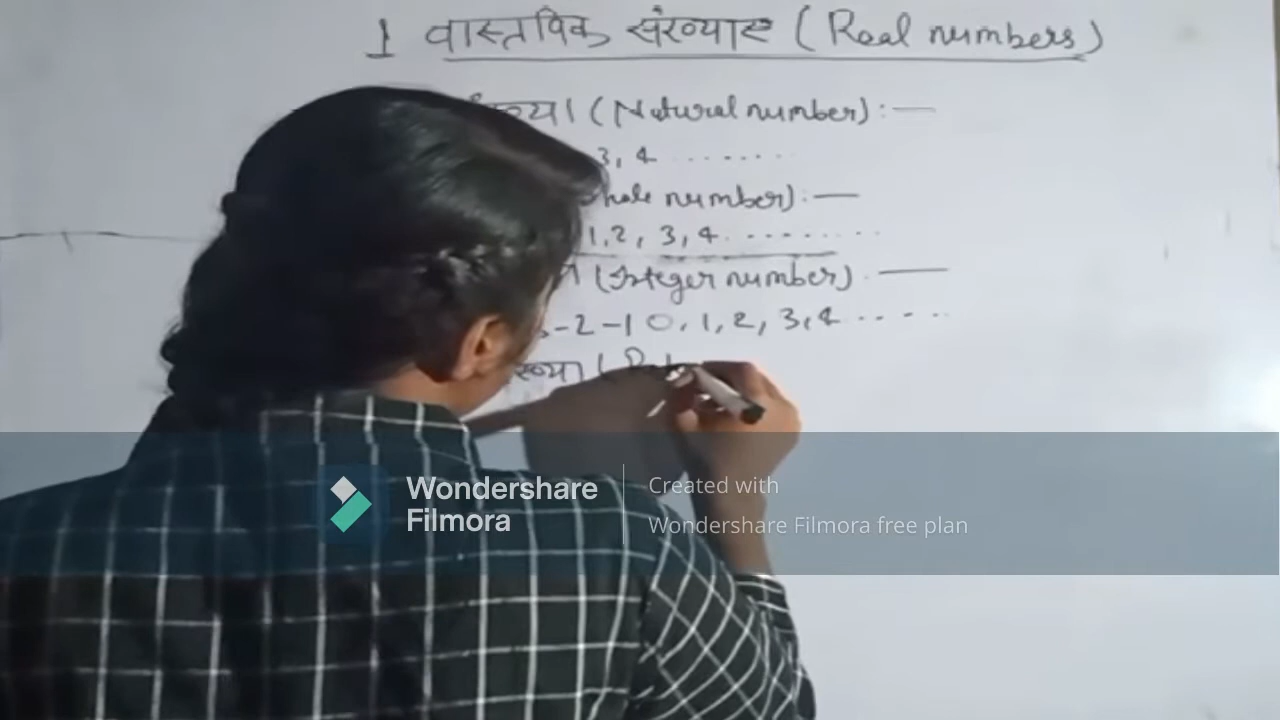 1 वास्तविक संख्याए (Real numbers)
ख्या (Natural number) :—
3, 4 .......
hole number) :—
1, 2, 3, 4 .........
(Integer number) . —
-2 -1 0, 1, 2, 3, 4 .....
ख्या (Rat
Wondershare Filmora
Created with
Wondershare Filmora free plan